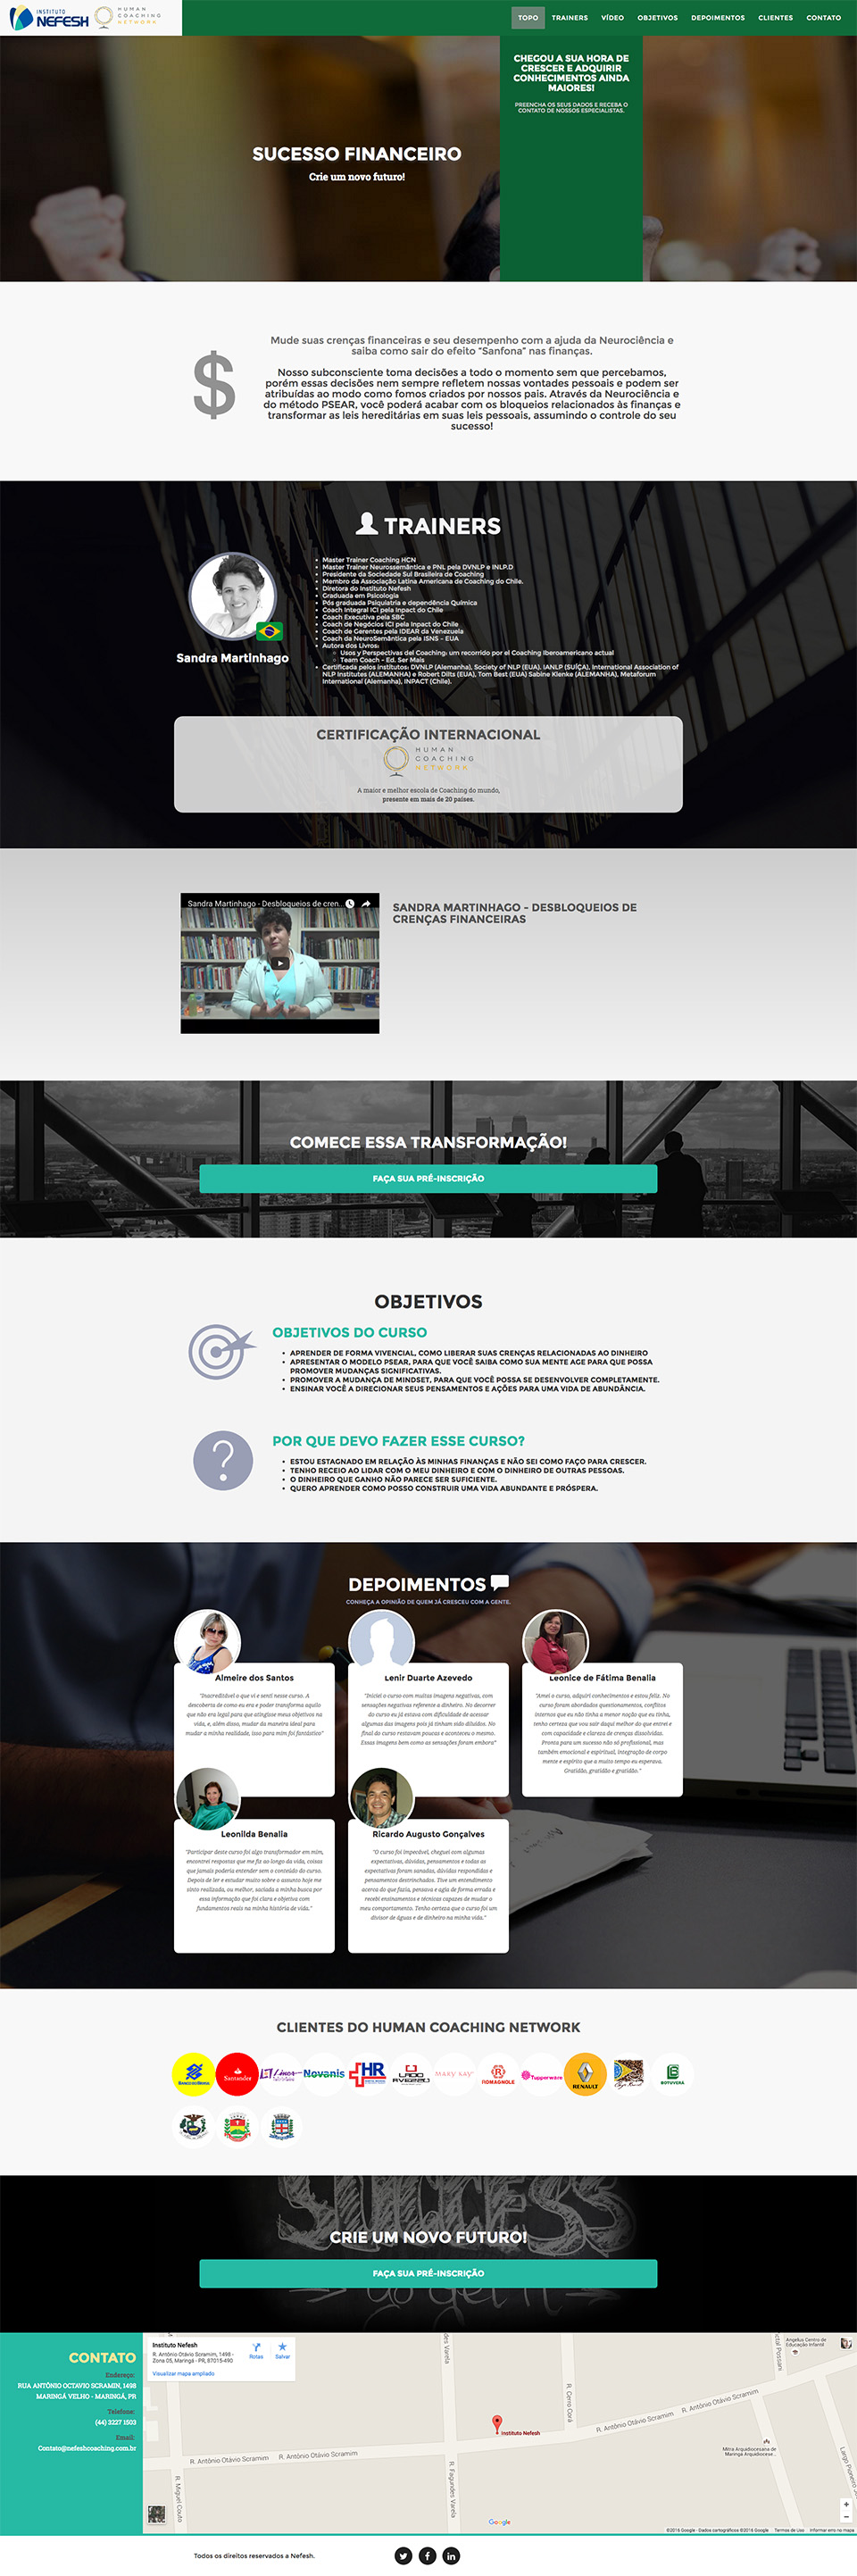 INSTITUTO
NEFESH
HUMAN
COACHING
NETWORK
TOPO TRAINERS VÍDEO OBJETIVOS DEPOIMENTOS CLIENTES CONTATO
CHEGOU A SUA HORA DE
CRESCER E ADQUIRIR
CONHECIMENTOS AINDA
MAIORES!
PREENCHA OS SEUS DADOS E RECEBA O
CONTATO DE NOSSOS ESPECIALISTAS.
SUCESSO FINANCEIRO
Crie um novo futuro!
$
Mude suas crenças financeiras e seu desempenho com a ajuda da Neurociência e
saiba como sair do efeito "Sanfona" nas finanças.
Nosso subconsciente toma decisões a todo o momento sem que percebamos,
porém essas decisões nem sempre refletem nossas vontades pessoais e podem ser
atribuídas ao modo como fomos criados por nossos pais. Através da Neurociência e
do método PSEAR, você poderá acabar com os bloqueios relacionados às finanças e
transformar as leis hereditárias em suas leis pessoais, assumindo o controle do seu
sucesso!
TRAINERS
Sandra Martinhago
Master Trainer Coaching HCN
Master Trainer Neurossemântica e PNL pela DVNLP e INLP.D
Presidente da Sociedade Sul Brasileira de Coaching
Membro da Associação Latina Americana de Coaching do Chile.
Diretora do Instituto Nefesh
Graduada em Psicologia
Pós graduada Psiquiatria e dependência Química
Coach Integral ICI pela Inpact do Chile
Coach Executiva pela SBC
Coach de Negócios ICI pela Inpact do Chile
Coach de Gerentes pela IDEAR da Venezuela
Coach da NeuroSemântica pela ISNS - EUA
Autora dos Livros:
Usos y Perspectivas del Coaching: um recorrido por el Coaching Iberoamericano actual
Team Coach - Ed. Ser Mais
Certificada pelos institutos: DVNLP (Alemanha), Society of NLP (EUA), IANLP (SUÍÇA), International Association of
NLP Institutes (ALEMANHA) e Robert Dilts (EUA), Tom Best (EUA) Sabine Klenke (ALEMANHA), Metaforum
International (Alemanha), INPACT (Chile).
CERTIFICAÇÃO INTERNACIONAL
HUMAN
COACHING
NETWORK
A maior e melhor escola de Coaching do mundo,
presente em mais de 20 países.
Sandra Martinhago - Desbloqueios de cren...
SANDRA MARTINHAGO - DESBLOQUEIOS DE
CRENÇAS FINANCEIRAS
COMECE ESSA TRANSFORMAÇÃO!
FAÇA SUA PRÉ-INSCRIÇÃO
OBJETIVOS
OBJETIVOS DO CURSO
APRENDER DE FORMA VIVENCIAL, COMO LIBERAR SUAS CRENÇAS RELACIONADAS AO DINHEIRO
APRESENTAR O MODELO PSEAR, PARA QUE VOCÊ SAIBA COMO SUA MENTE AGE PARA QUE POSSA
PROMOVER MUDANÇAS SIGNIFICATIVAS.
PROMOVER A MUDANÇA DE MINDSET, PARA QUE VOCÊ POSSA SE DESENVOLVER COMPLETAMENTE.
ENSINAR VOCÊ A DIRECIONAR SEUS PENSAMENTOS E AÇÕES PARA UMA VIDA DE ABUNDÂNCIA.
?
POR QUE DEVO FAZER ESSE CURSO?
ESTOU ESTAGNADO EM RELAÇÃO ÀS MINHAS FINANÇAS E NÃO SEI COMO FAÇO PARA CRESCER.
TENHO RECEIO AO LIDAR COM O MEU DINHEIRO E COM O DINHEIRO DE OUTRAS PESSOAS.
O DINHEIRO QUE GANHO NÃO PARECE SER SUFICIENTE.
QUERO APRENDER COMO POSSO CONSTRUIR UMA VIDA ABUNDANTE E PRÓSPERA.
DEPOIMENTOS
CONHEÇA A OPINIÃO DE QUEM JÁ CRESCEU COM A GENTE.
Almeire dos Santos
"Inacreditável o que vi e senti nesse curso. A
descoberta de como eu era e poder transforma aquilo
que não era legal para que atingisse meus objetivos na
vida, e, além disso, mudar da maneira ideal para
mudar a minha realidade, isso para mim foi fantástico"
Lenir Duarte Azevedo
"Iniciei o curso com muitas imagens negativas, com
sensações negativas referente a dinheiro. No decorrer
do curso eu já estava com dificuldade de acessar
algumas das imagens pois já tinham sido diluídos. No
final do curso restavam poucas e aconteceu o mesmo.
Essas imagens bem como as sensações foram embora"
Leonice de Fátima Benalia
"Amei o curso, adquiri conhecimentos e estou feliz. No
curso foram abordados questionamentos, conflitos
internos que eu não tinha a menor noção que eu tinha,
tenho certeza que vou sair daqui melhor do que entrei e
com capacidade e clareza de crenças dissolvidas.
Pronta para um sucesso não só profissional, mas
também emocional e espiritual, integração de corpo
mente e espírito que a muito tempo eu esperava.
Gratidão, gratidão e gratidão."
Leonilda Benalia
"Participar deste curso foi algo transformador em mim,
encontrei respostas que me fiz ao longo da vida, coisas
que jamais poderia entender sem o conteúdo do curso.
Depois de ler e estudar muito sobre o assunto hoje me
sinto realizada, ou melhor, saciada a minha busca por
essa informação que foi clara e objetiva com
fundamentos reais na minha história de vida."
Ricardo Augusto Gonçalves
"O curso foi impecável, cheguei com algumas
expectativas, dúvidas, pensamentos e todas as
expectativas foram sanadas, dúvidas respondidas e
pensamentos destrinchados. Tive um entendimento
acerca do que fazia, pensava e agia de forma errada e
recebi ensinamentos e técnicas capazes de mudar o
meu comportamento. Tenho certeza que o curso foi um
divisor de águas e de dinheiro na minha vida."
CLIENTES DO HUMAN COACHING NETWORK
BANCO DO BRASIL
Santander
Linex
Novanis
HR
LADO
AVESSO
MAXY XAY
ROMAGNOLE
Tupperware
RENAULT
BOTUVERÁ
SUCCESS
CRIE UM NOVO FUTURO!
FAÇA SUA PRÉ-INSCRIÇÃO
CONTATO
Endereço:
RUA ANTÔNIO OCTAVIO SCRAMIN, 1498
MARINGÁ VELHO - MARINGÁ, PR
Telefone:
(44) 3227 1503
Email:
Contato@nefeshcoaching.com.br
Instituto Nefesh
R. Antônio Otávio Scramim, 1498 -
Zona 05, Maringá - PR, 87015-490
Visualizar mapa ampliado
Rotas
Salvar
Angelus Centro de
Educação Infantil
R. Cerro Corá
R. Antônio Otávio Scramim
R. Antônio Otávio Scramim
Instituto Nefesh
Mitra Arquidiocesana de
Maringá Arquidiocese...
R. Antônio Otávio Scramim
R. Antônio Otávio Scramim
R. Miguel Couto
R. Fagundes Varela
Largo Pioneiro
Google
©2016 Google - Dados cartográficos ©2016 Google Termos de Uso Informar erro no mapa
Todos os direitos reservados a Nefesh.